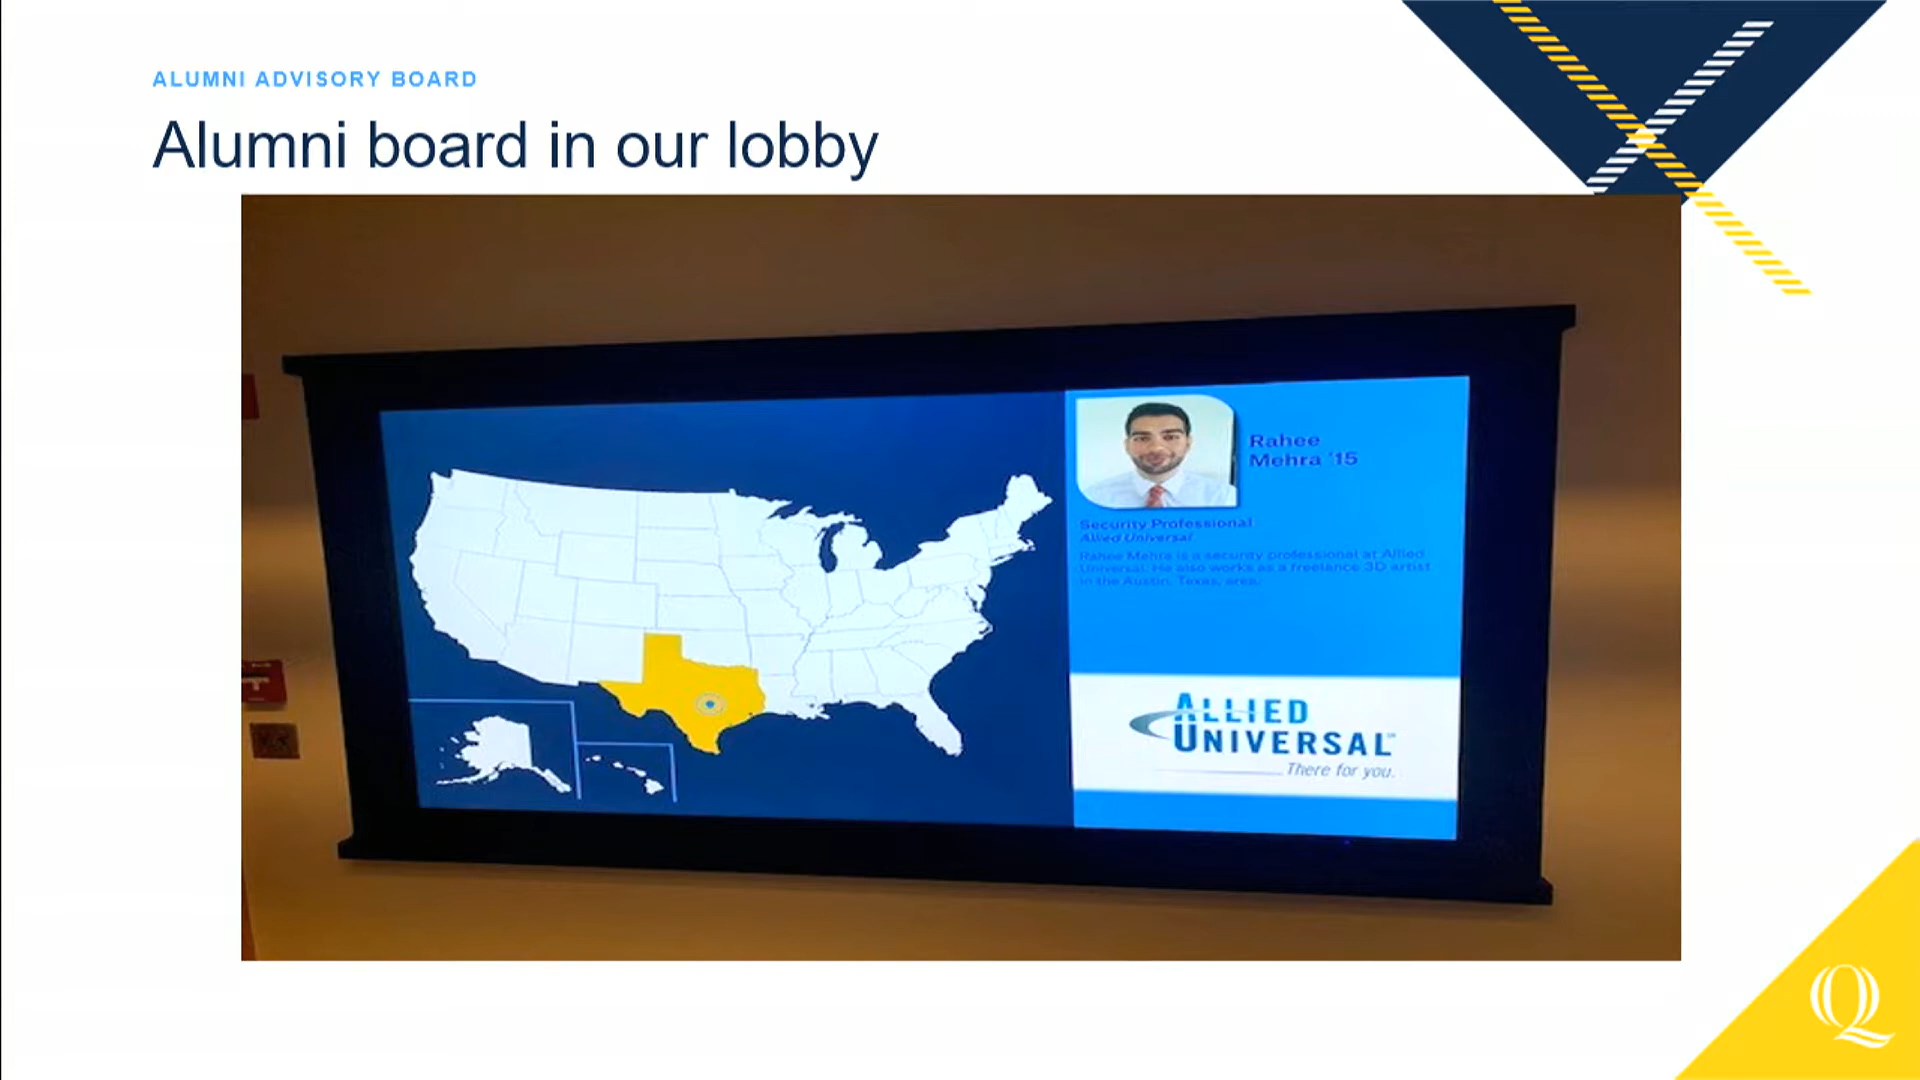 ALUMNI ADVISORY BOARD
Alumni board in our lobby
Rahee
Mehra '15
Security Professional
Allied Universal
Rahee Mehra is a security professional at Allied
Universal. He also works as a freelance 3D artist
in the Austin, Texas, area.
ALLIED
UNIVERSAL
There for you.
Q